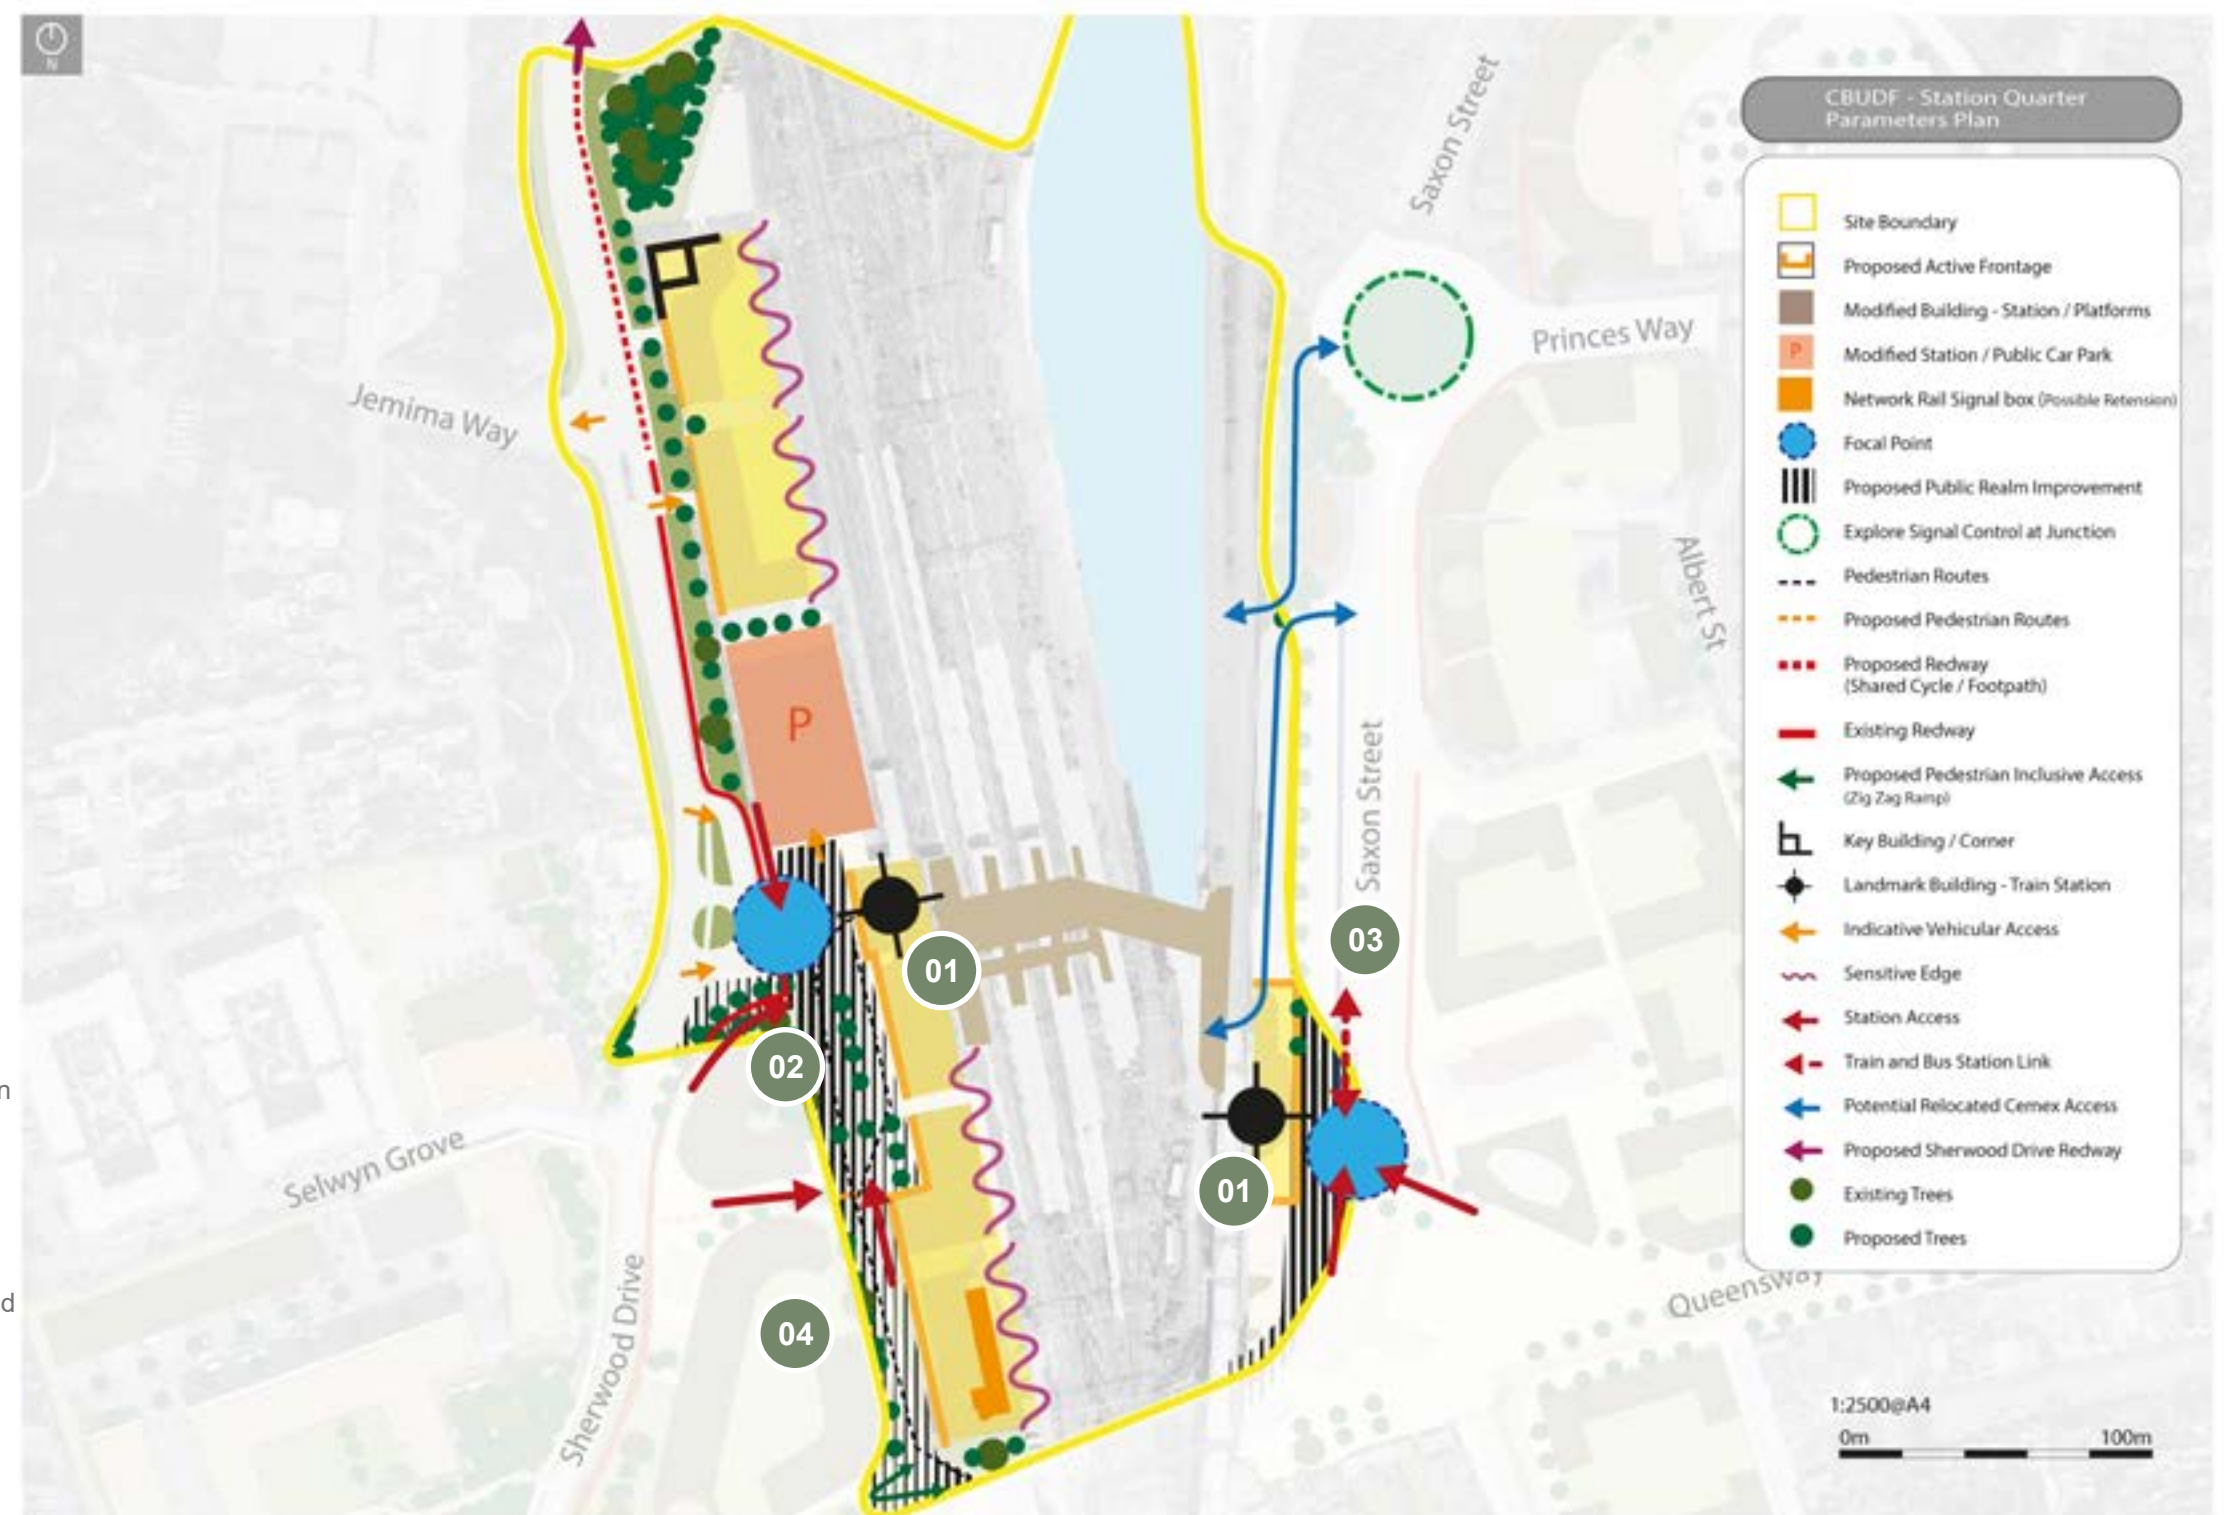 N
CBUDF - Station Quarter
Parameters Plan
Site Boundary
Proposed Active Frontage
Modified Building - Station / Platforms
P
Modified Station / Public Car Park
Network Rail Signal box (Possible Retension)
Focal Point
Proposed Public Realm Improvement
Explore Signal Control at Junction
Pedestrian Routes
Proposed Pedestrian Routes
Proposed Redway
(Shared Cycle / Footpath)
Existing Redway
Proposed Pedestrian Inclusive Access
(Zig Zag Ramp)
Key Building / Corner
Landmark Building - Train Station
Indicative Vehicular Access
Sensitive Edge
Station Access
Train and Bus Station Link
Potential Relocated Cemex Access
Proposed Sherwood Drive Redway
Existing Trees
Proposed Trees
Saxon Street
Princes Way
Jemima Way
Albert St
P
Saxon Street
03
01
02
01
n
Selwyn Grove
d
Queensway
04
Sherwood Drive
1:2500@A4
0m 100m